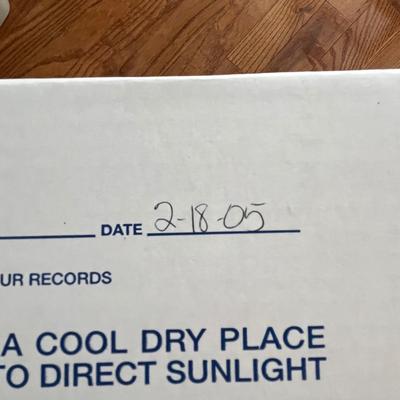 DATE 2-18-05
UR RECORDS
A COOL DRY PLACE
TO DIRECT SUNLIGHT